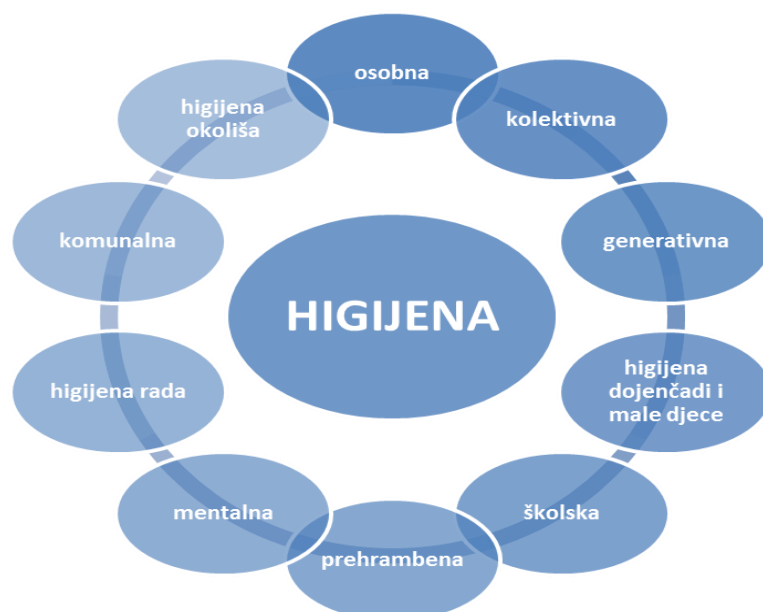 osobna
kolektivna
generativna
higijena
dojenčadi i
male djece
školska
prehrambena
mentalna
higijena rada
komunalna
higijena
okoliša
HIGIJENA